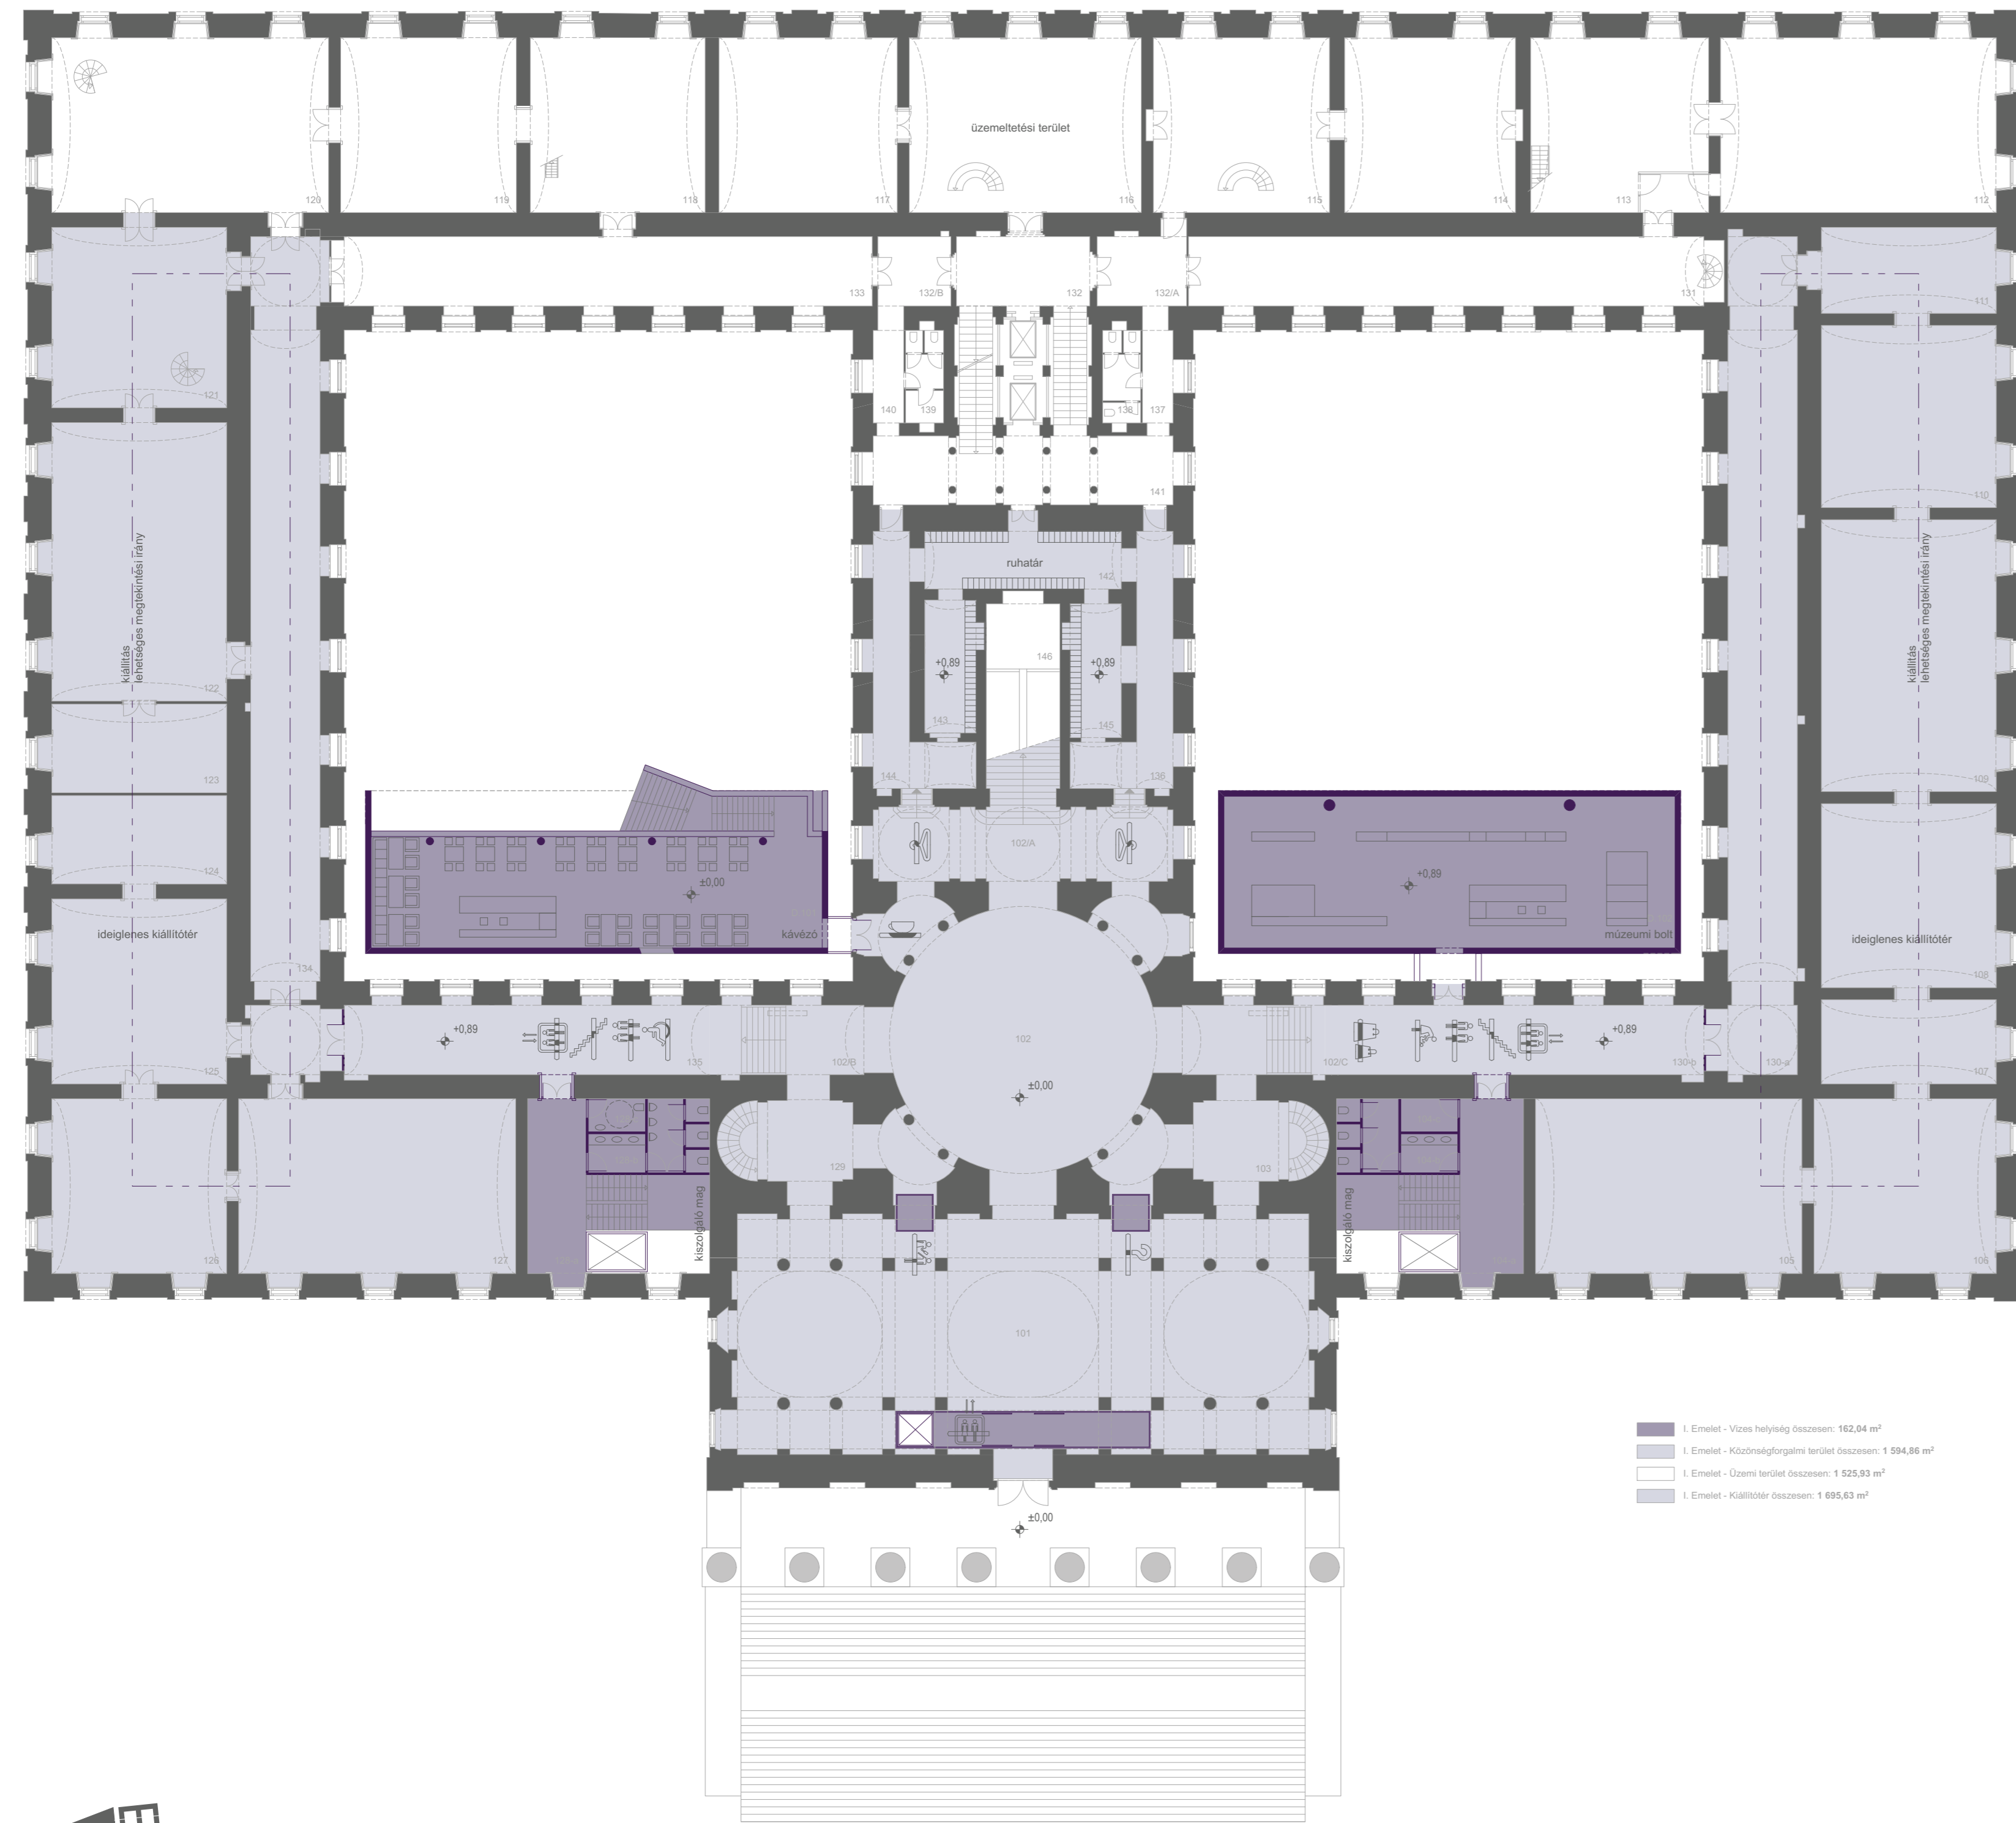 üzemeltetési terület
120
119
118
117
116
115
114
113
112
133
132/B
132
132/A
131
111
121
140
139
138
137
141
110
kiállítás
lehetséges megtekintési irány
ruhatár
142
kiállítás
lehetséges megtekintési irány
122
146
+0,89
+0,89
143
145
123
144
136
109
102/A
124
±0,00
+0,89
kávézó
múzeumi bolt
ideiglenes kiállítótér
ideiglenes kiállítótér
134
108
+0,89
135
102/B
102
102/C
+0,89
130-b
130-a
125
107
±0,00
129
103
kiszolgáló mag
kiszolgáló mag
126
127
105
106
101
I. Emelet - Vizes helyiség összesen: 162,04 m²
I. Emelet - Közönségforgalmi terület összesen: 1 594,86 m²
I. Emelet - Üzemi terület összesen: 1 525,93 m²
I. Emelet - Kiállítótér összesen: 1 695,63 m²
±0,00